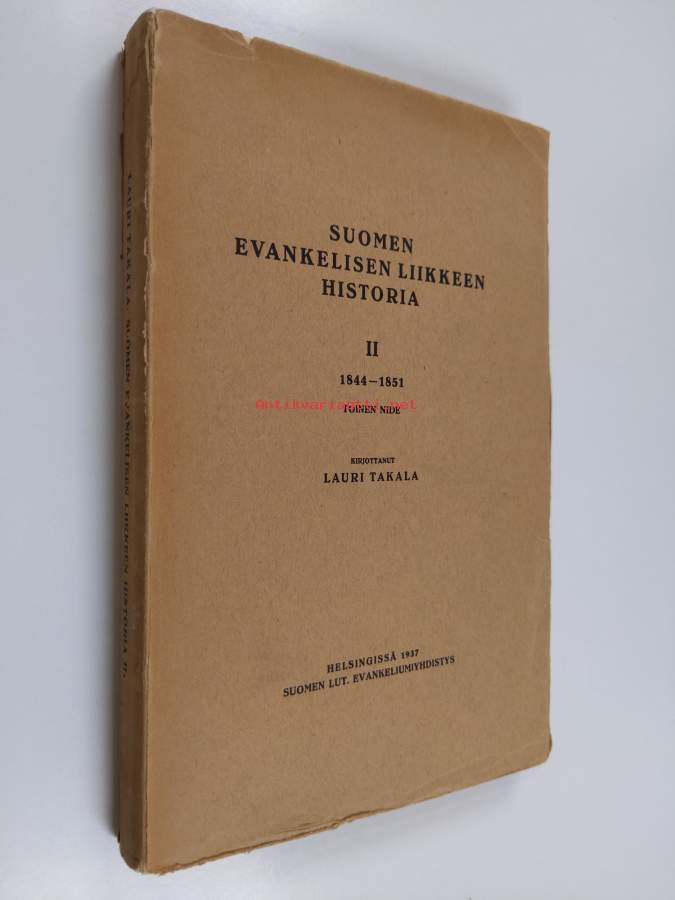 SUOMEN
EVANKELISEN LIIKKEEN
HISTORIA
II
1844—1851
Antikvariaatti.net
TOINEN NIDE
KIRJOTTANUT
LAURI TAKALA
HELSINGISSÄ 1937
SUOMEN LUT. EVANKELIUMIYHDISTYS
LAURI TAKALA: SUOMEN EVANKELISEN LIIKKEEN HISTORIA II.